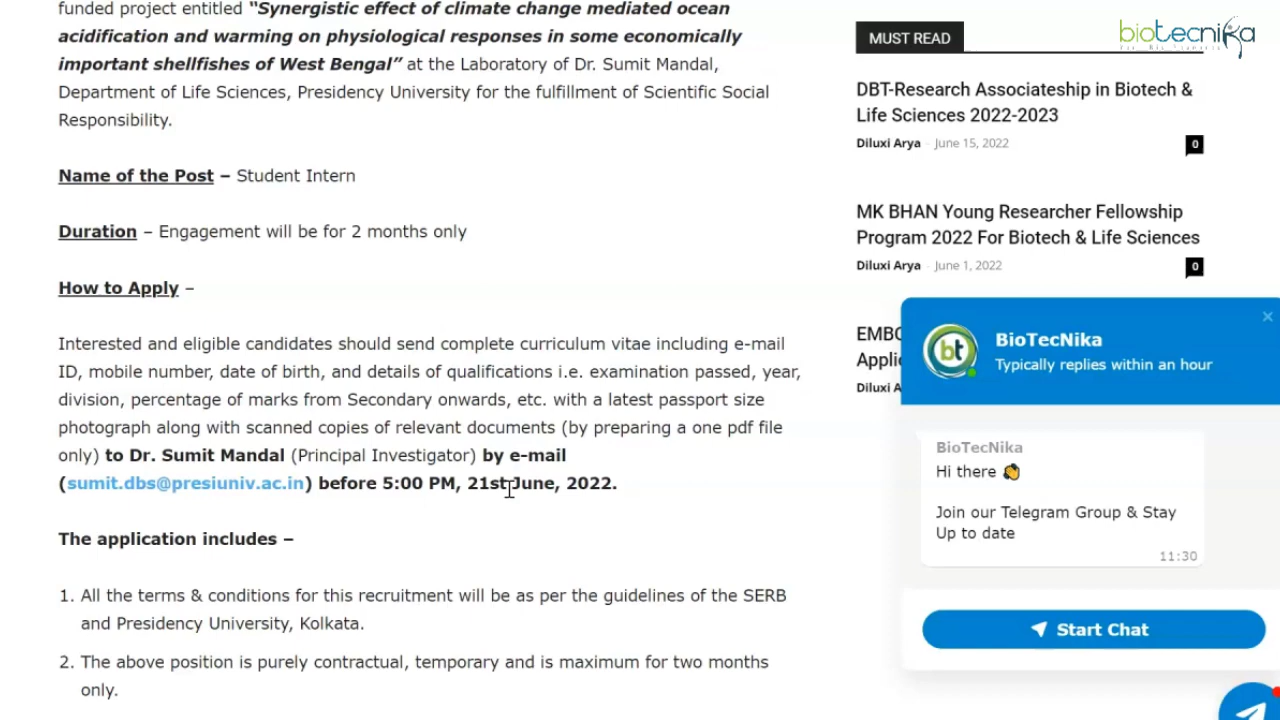 funded project entitled “Synergistic effect of climate change mediated ocean
acidification and warming on physiological responses in some economically
important shellfishes of West Bengal” at the Laboratory of Dr. Sumit Mandal,
Department of Life Sciences, Presidency University for the fulfillment of Scientific Social
Responsibility.
Name of the Post – Student Intern
Duration – Engagement will be for 2 months only
How to Apply –
Interested and eligible candidates should send complete curriculum vitae including e-mail
ID, mobile number, date of birth, and details of qualifications i.e. examination passed, year,
division, percentage of marks from Secondary onwards, etc. with a latest passport size
photograph along with scanned copies of relevant documents (by preparing a one pdf file
only) to Dr. Sumit Mandal (Principal Investigator) by e-mail
(sumit.dbs@presiuniv.ac.in) before 5:00 PM, 21st June, 2022.
The application includes –
1. All the terms & conditions for this recruitment will be as per the guidelines of the SERB
and Presidency University, Kolkata.
2. The above position is purely contractual, temporary and is maximum for two months
only.
MUST READ
biotecnika
DBT-Research Associateship in Biotech &
Life Sciences 2022-2023
Diluxi Arya - June 15, 2022
0
MK BHAN Young Researcher Fellowship
Program 2022 For Biotech & Life Sciences
Diluxi Arya - June 1, 2022
0
EMBO
Applic
Diluxi A
bt
BioTecNika
Typically replies within an hour
BioTecNika
Hi there
Join our Telegram Group & Stay
Up to date
11:30
Start Chat